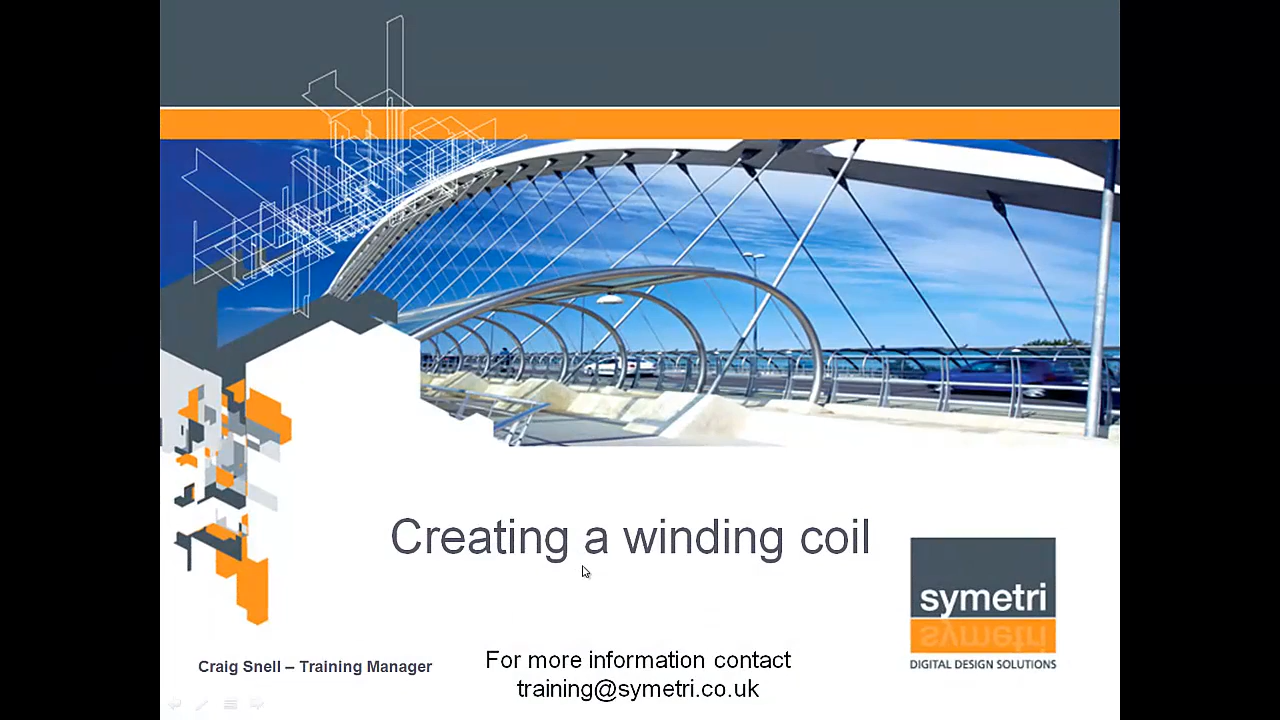 Creating a winding coil
symetri
DIGITAL DESIGN SOLUTIONS
Craig Snell – Training Manager
For more information contact
training@symetri.co.uk